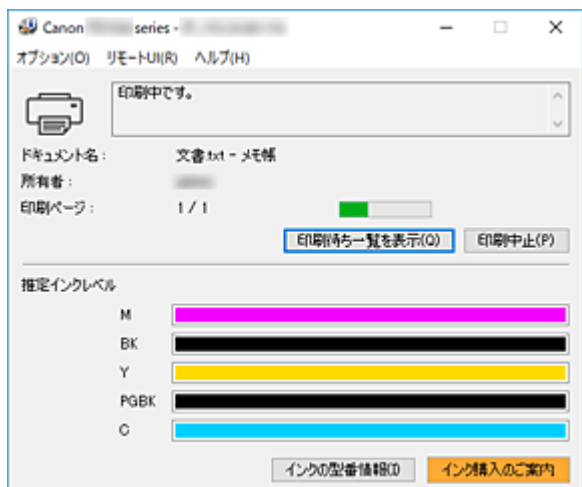 Canon series -
オプション(O) リモートUI(R) ヘルプ(H)
印刷中です。
ドキュメント名: 文書.txt - メモ帳
所有者:
印刷ページ: 1 / 1
印刷待ち一覧を表示(Q) 印刷中止(P)
推定インクレベル
M
BK
Y
PGBK
C
インクの型番情報(I) インク購入のご案内